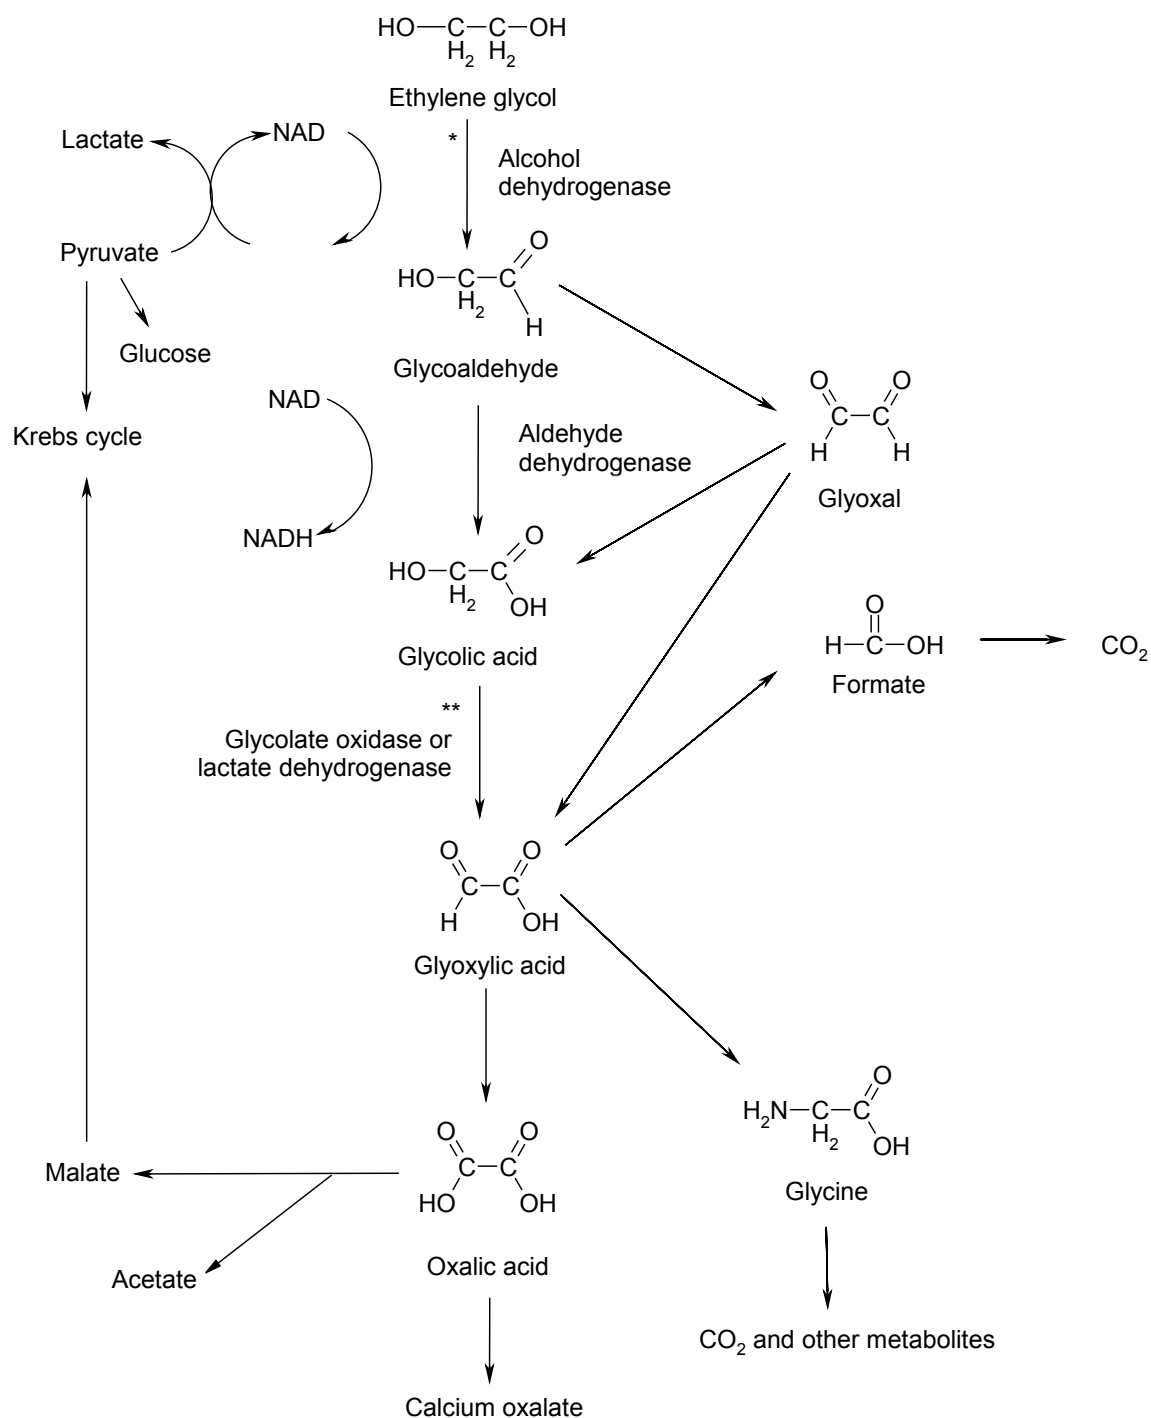 HO—C—C—OH
H2 H2
Ethylene glycol
Lactate
NAD
*
Alcohol
dehydrogenase
Pyruvate
O
HO—C—C
H2
H
Glucose
Glycoaldehyde
NAD
Krebs cycle
Aldehyde
dehydrogenase
O O
C—C
H H
Glyoxal
NADH
O
HO—C—C
H2
OH
Glycolic acid
O
H—C—OH
Formate
CO2
**
Glycolate oxidase or
lactate dehydrogenase
O O
C—C
H OH
Glyoxylic acid
O
H2N—C—C
H2
OH
Glycine
O O
C—C
HO OH
Malate
Oxalic acid
Acetate
CO2 and other metabolites
Calcium oxalate